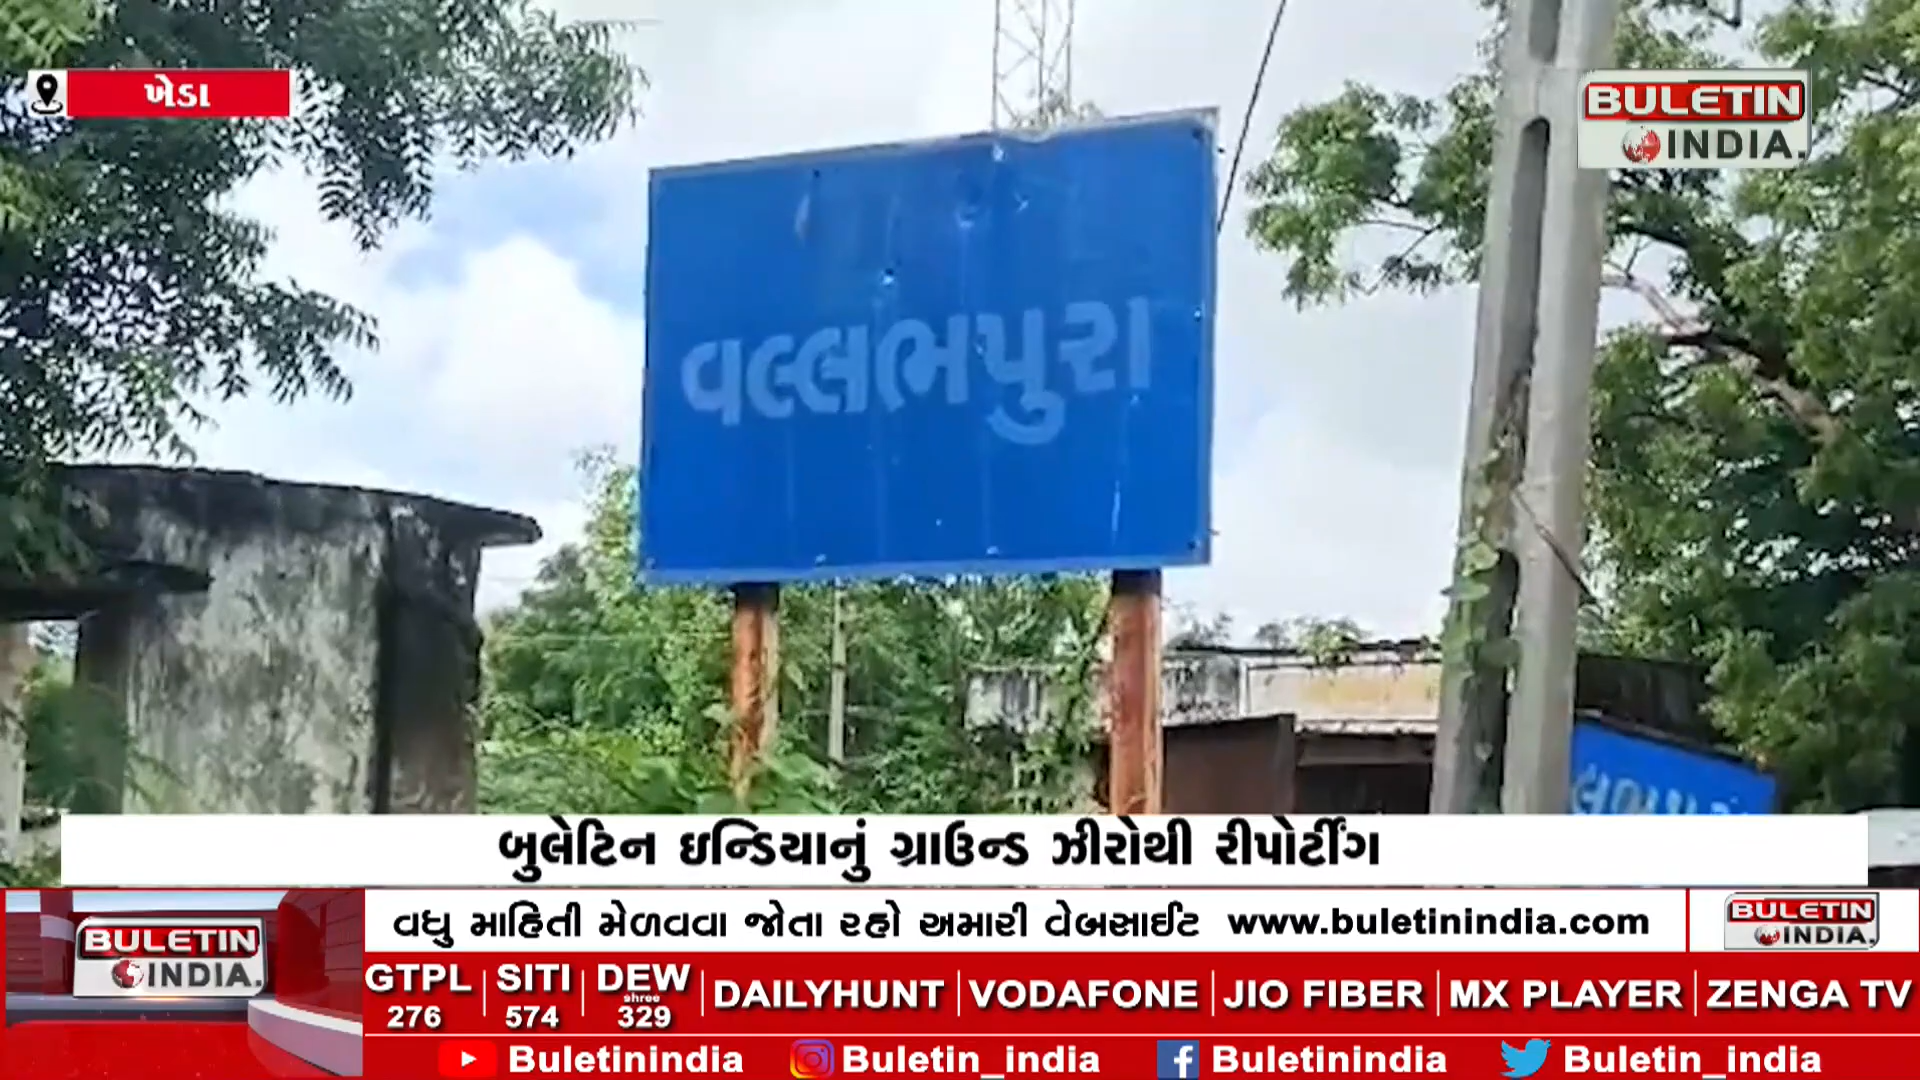 ખેડા
BULETIN
INDIA.
વલ્લભપુરા
બુલેટિન ઇન્ડિયાનું ગ્રાઉન્ડ ઝીરોથી રીપોર્ટીંગ
BULETIN
INDIA.
વધુ માહિતી મેળવવા જોતા રહો અમારી વેબસાઈટ www.buletinindia.com
BULETIN
INDIA.
GTPL 276 | SITI 574 | DEW shree 329 | DAILYHUNT | VODAFONE | JIO FIBER | MX PLAYER | ZENGA TV
Buletinindia Buletin_india Buletinindia Buletin_india